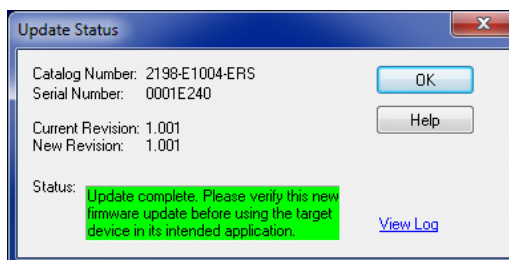 Update Status
Catalog Number: 2198-E1004-ERS
Serial Number: 0001E240
Current Revision: 1.001
New Revision: 1.001
Status:
Update complete. Please verify this new
firmware update before using the target
device in its intended application.
OK
Help
View Log